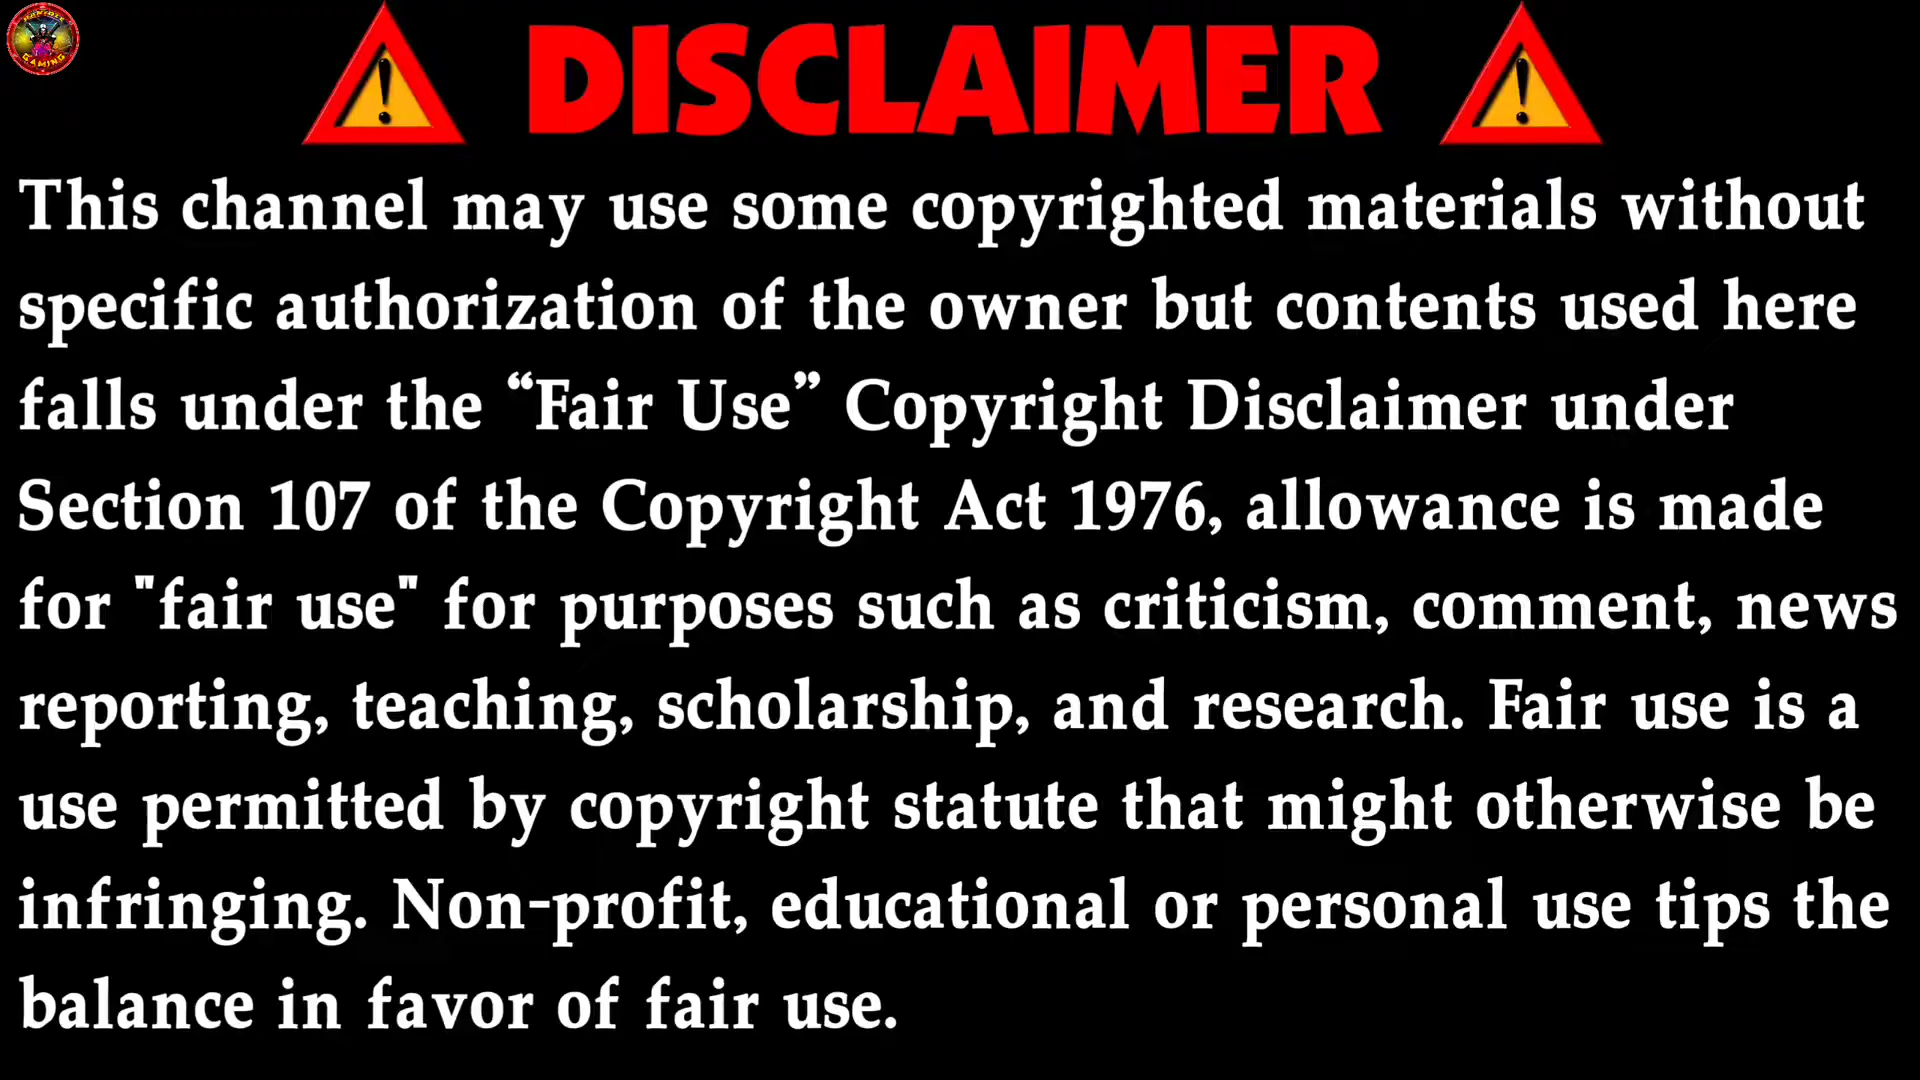 DISCLAIMER
This channel may use some copyrighted materials without
specific authorization of the owner but contents used here
falls under the “Fair Use” Copyright Disclaimer under
Section 107 of the Copyright Act 1976, allowance is made
for "fair use" for purposes such as criticism, comment, news
reporting, teaching, scholarship, and research. Fair use is a
use permitted by copyright statute that might otherwise be
infringing. Non-profit, educational or personal use tips the
balance in favor of fair use.
GAMING